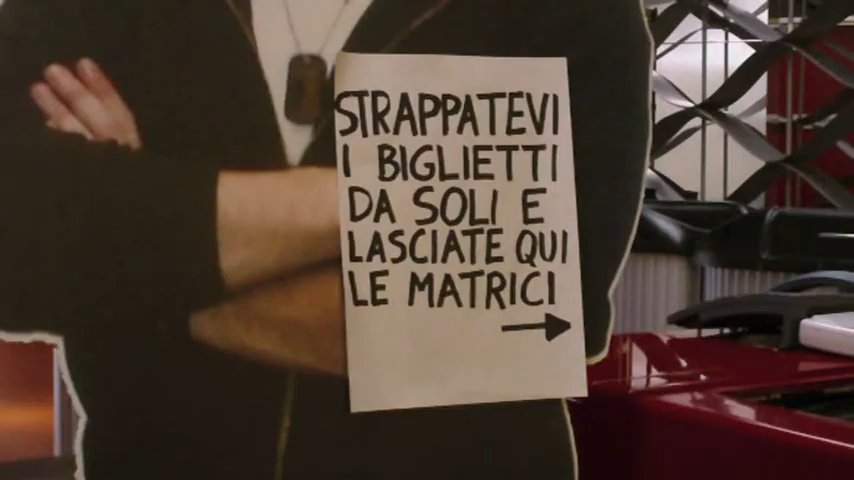 STRAPPATEVI
I BIGLIETTI
DA SOLI E
LASCIATE QUI
LE MATRICI